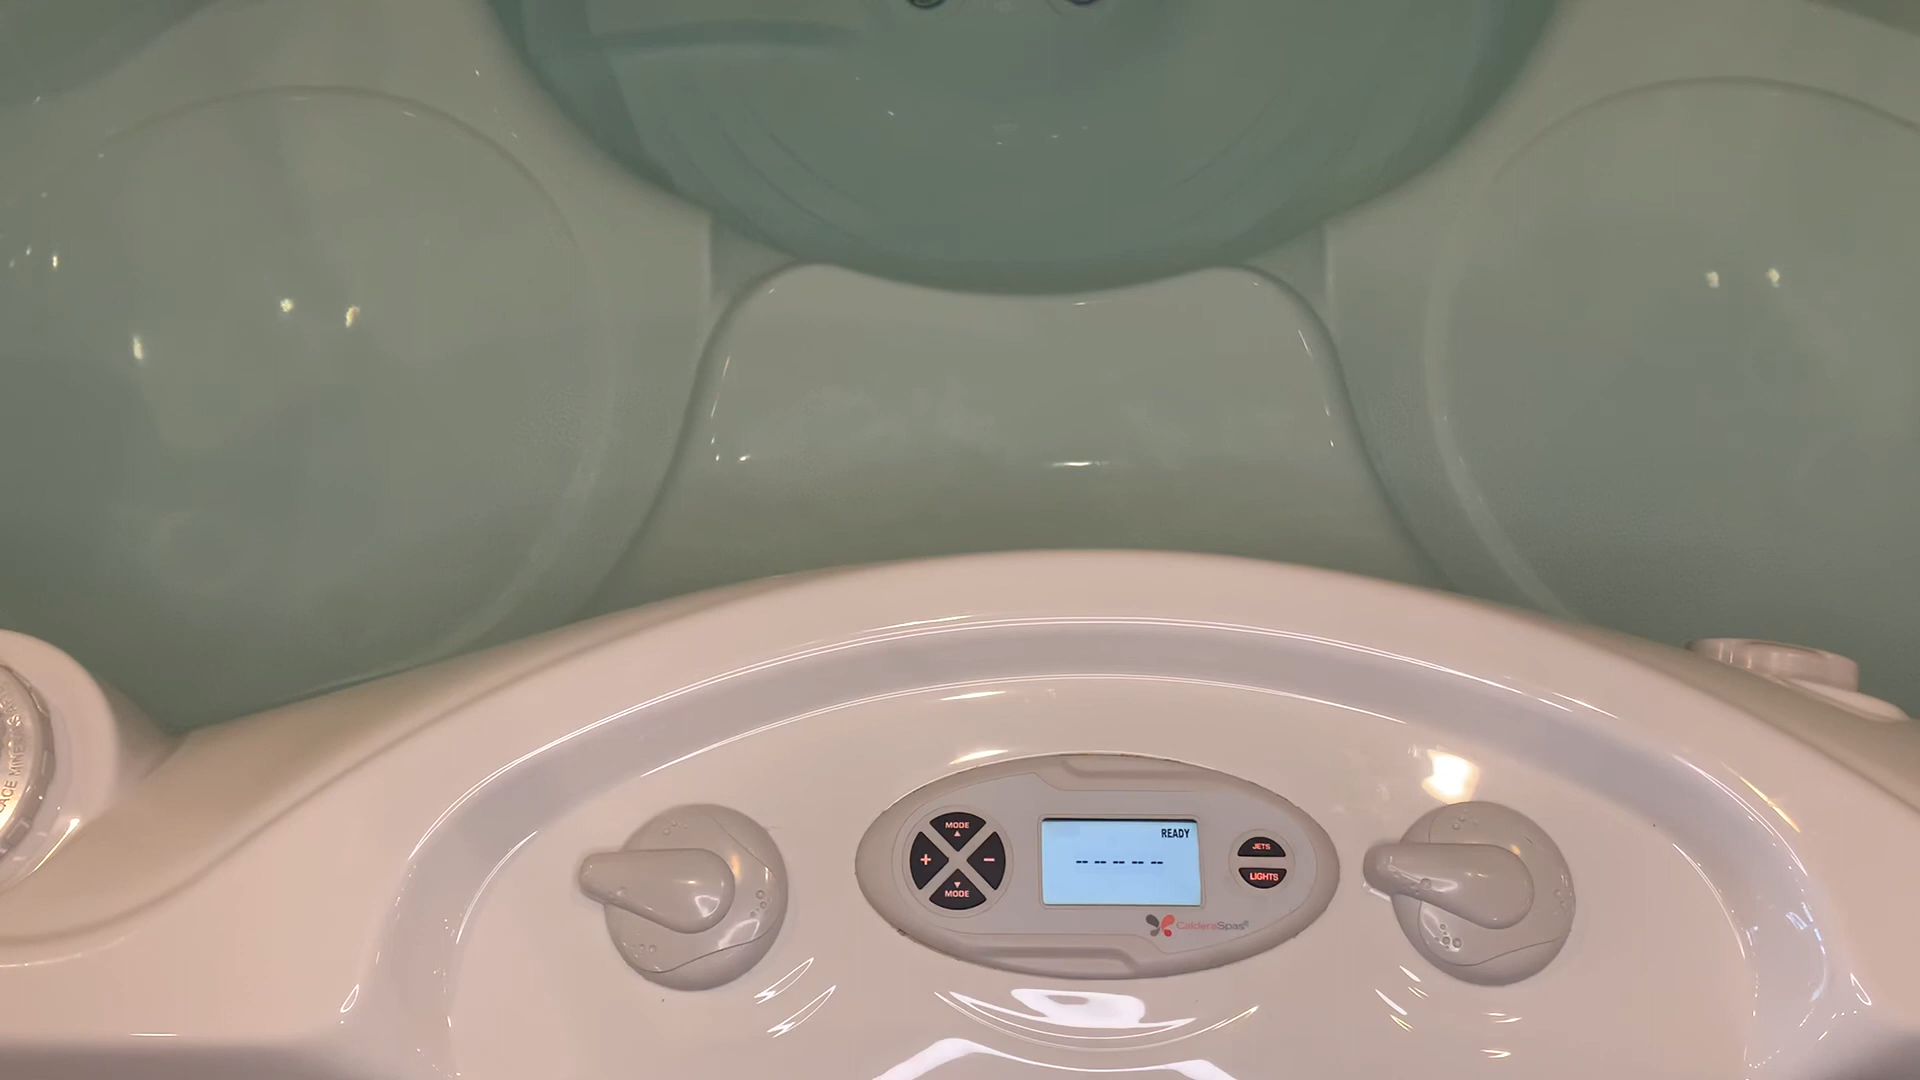 MODE
+
-
MODE
READY
-- -- -- -- --
JETS
LIGHTS
CalderaSpas®